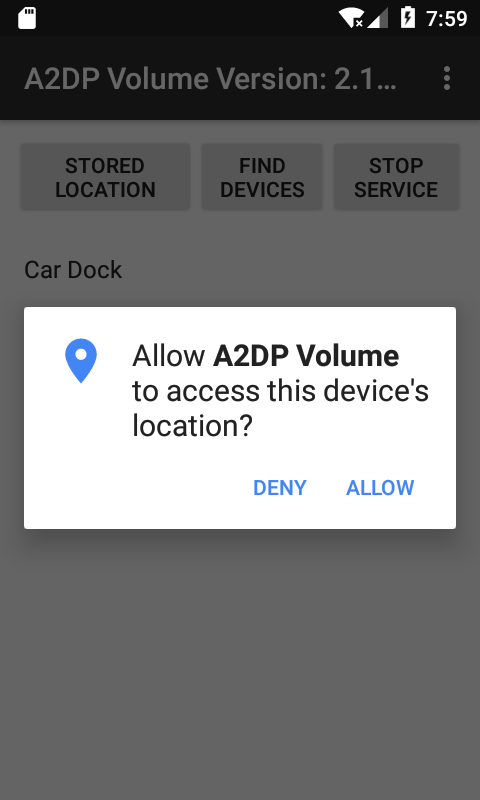 7:59
A2DP Volume Version: 2.1...
STORED
LOCATION
FIND
DEVICES
STOP
SERVICE
Car Dock
Allow A2DP Volume
to access this device's
location?
DENY
ALLOW